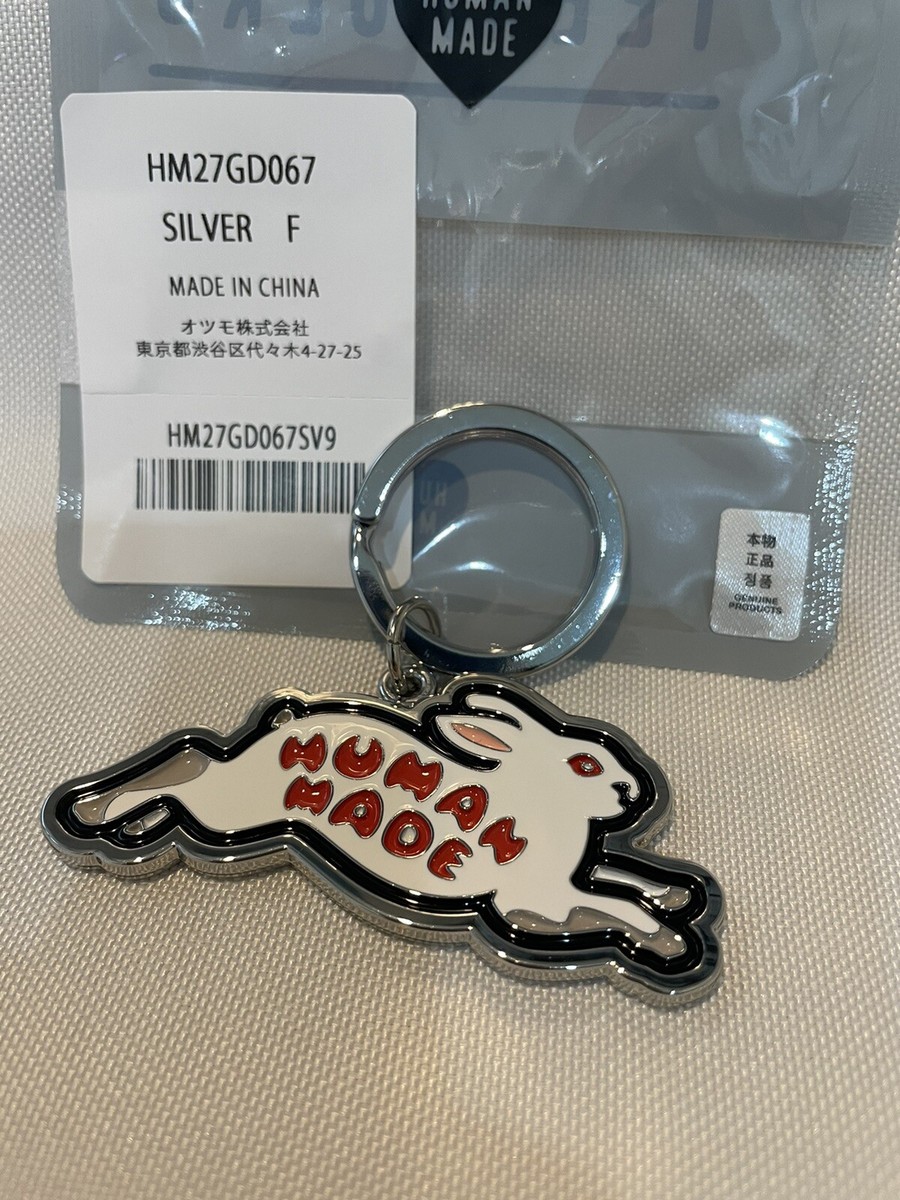 HUMAN
MADE
HM27GD067
SILVER F
MADE IN CHINA
オツモ株式会社
東京都渋谷区代々木4-27-25
HM27GD067SV9
本物
正品
정품
GENUINE
PRODUCTS
HUMAN
MADE